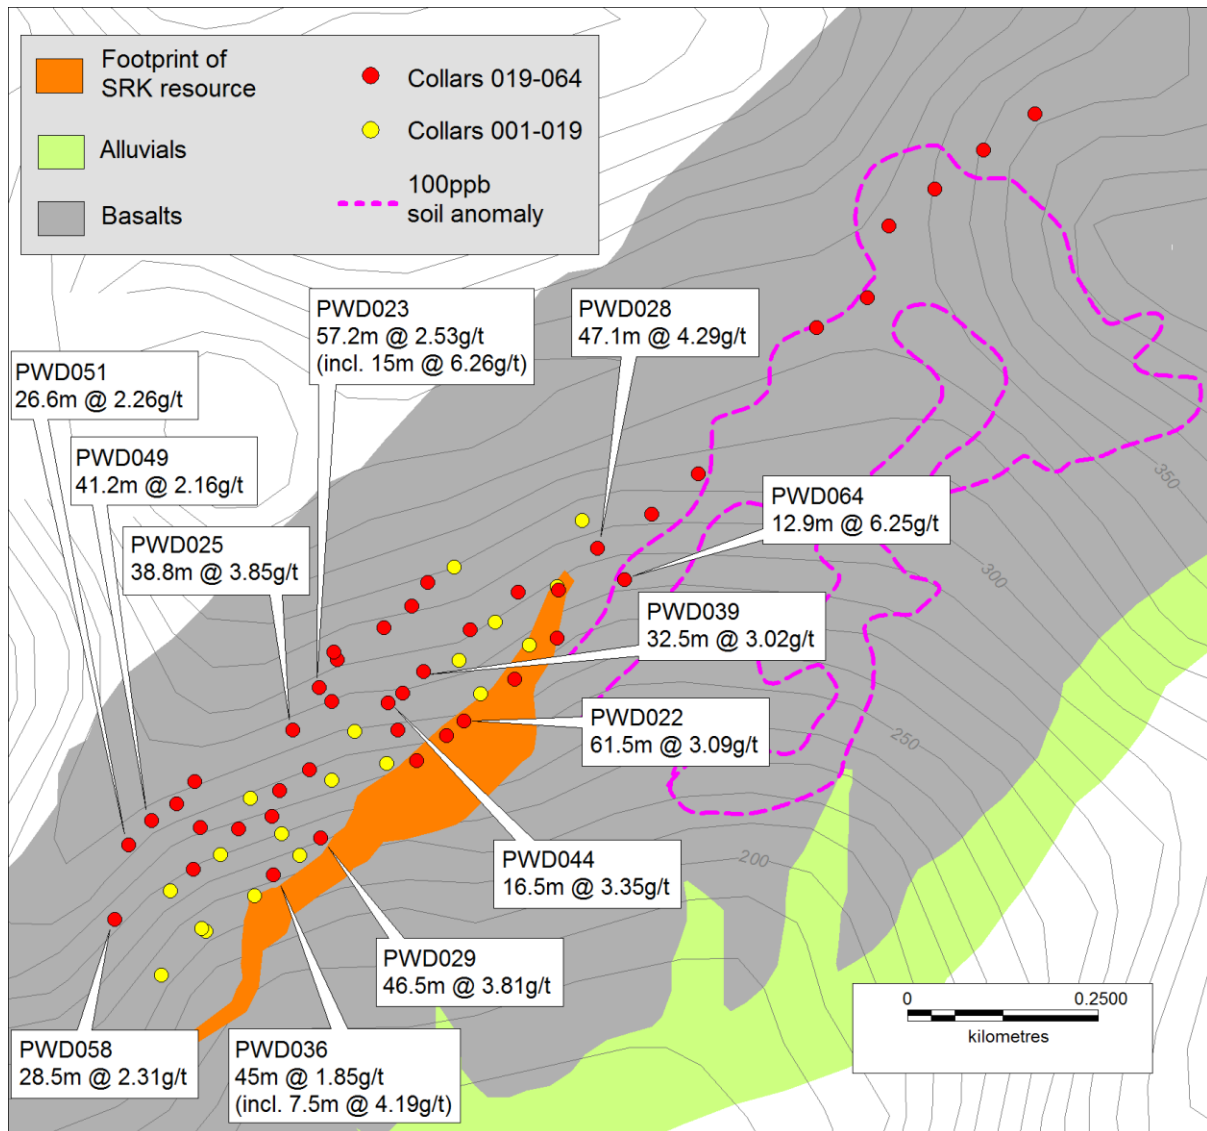 Footprint of
SRK resource
Alluvials
Basalts
Collars 019-064
Collars 001-019
100ppb
soil anomaly
PWD023
57.2m @ 2.53g/t
(incl. 15m @ 6.26g/t)
PWD028
47.1m @ 4.29g/t
PWD051
26.6m @ 2.26g/t
PWD049
41.2m @ 2.16g/t
PWD025
38.8m @ 3.85g/t
PWD064
12.9m @ 6.25g/t
PWD039
32.5m @ 3.02g/t
PWD022
61.5m @ 3.09g/t
PWD044
16.5m @ 3.35g/t
PWD029
46.5m @ 3.81g/t
PWD058
28.5m @ 2.31g/t
PWD036
45m @ 1.85g/t
(incl. 7.5m @ 4.19g/t)
350
300
250
200
0 0.2500
kilometres